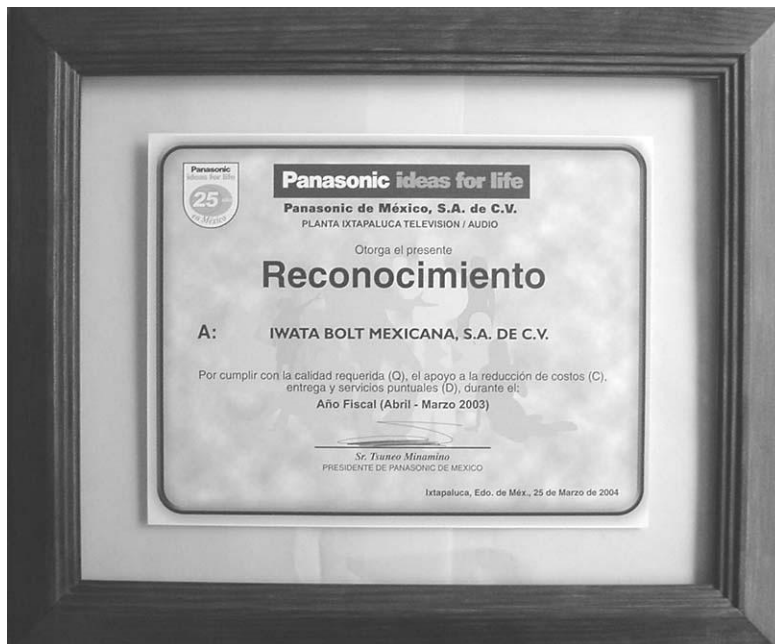 Panasonic
ideas for life
25
en México
Panasonic ideas for life
Panasonic de México, S.A. de C.V.
PLANTA IXTAPALUCA TELEVISION / AUDIO
Otorga el presente
Reconocimiento
A: IWATA BOLT MEXICANA, S.A. DE C.V.
Por cumplir con la calidad requerida (Q), el apoyo a la reducción de costos (C),
entrega y servicios puntuales (D), durante el:
Año Fiscal (Abril - Marzo 2003)
Sr. Tsuneo Minamino
PRESIDENTE DE PANASONIC DE MEXICO
Ixtapaluca, Edo. de Méx., 25 de Marzo de 2004